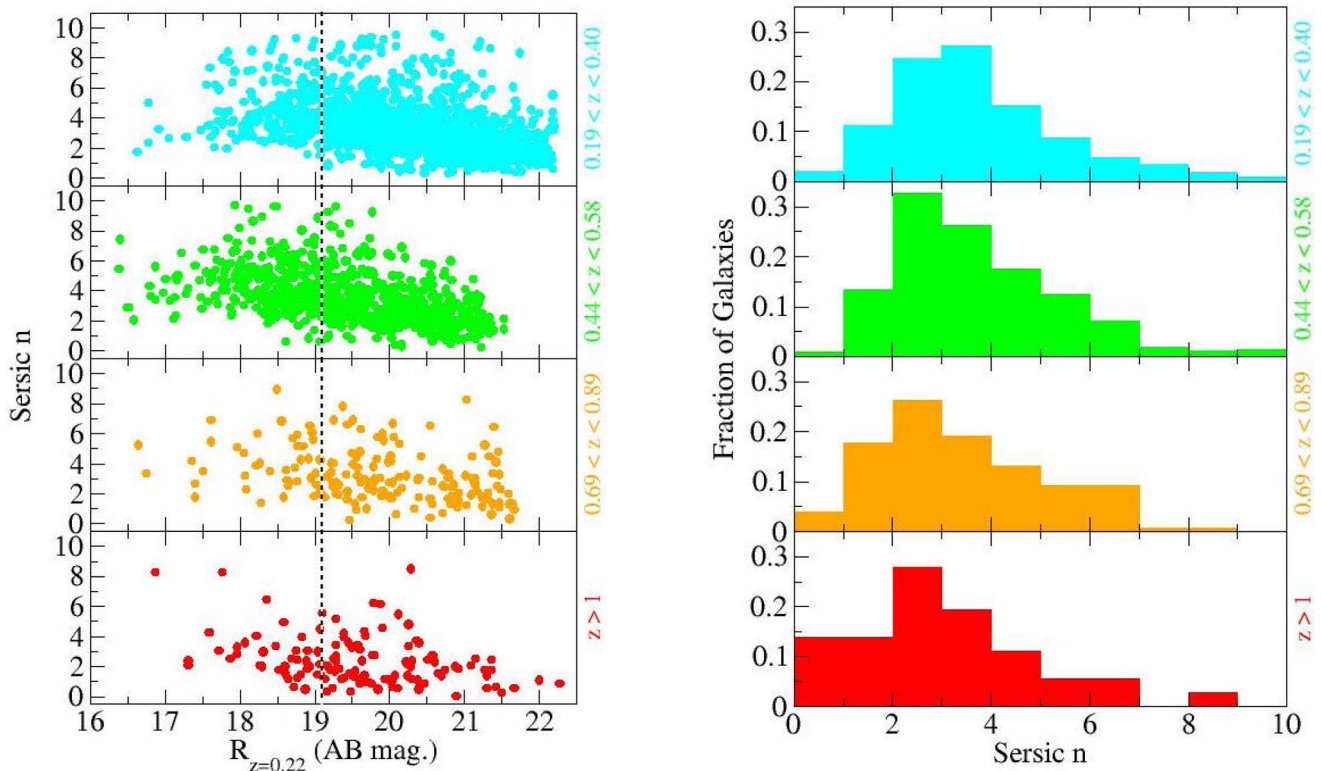 10
8
6
4
2
0
0.19 < z < 0.40
10
8
6
4
2
0
0.44 < z < 0.58
10
8
6
4
2
0
0.69 < z < 0.89
10
8
6
4
2
0
z > 1
16 17 18 19 20 21 22
R z=0.22 (AB mag.)
Sersic n
0.3
0.2
0.1
0
0.19 < z < 0.40
0.3
0.2
0.1
0
0.44 < z < 0.58
0.3
0.2
0.1
0
0.69 < z < 0.89
0.3
0.2
0.1
0
z > 1
0 2 4 6 8 10
Sersic n
Fraction of Galaxies